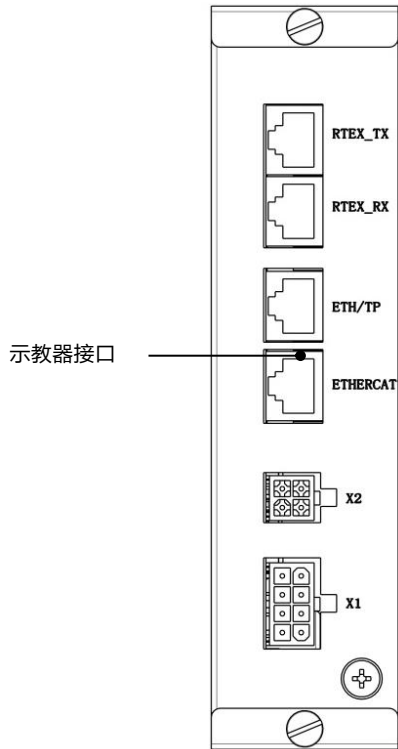 RTEX_TX
RTEX_RX
ETH/TP
示教器接口
ETHERCAT
X2
X1